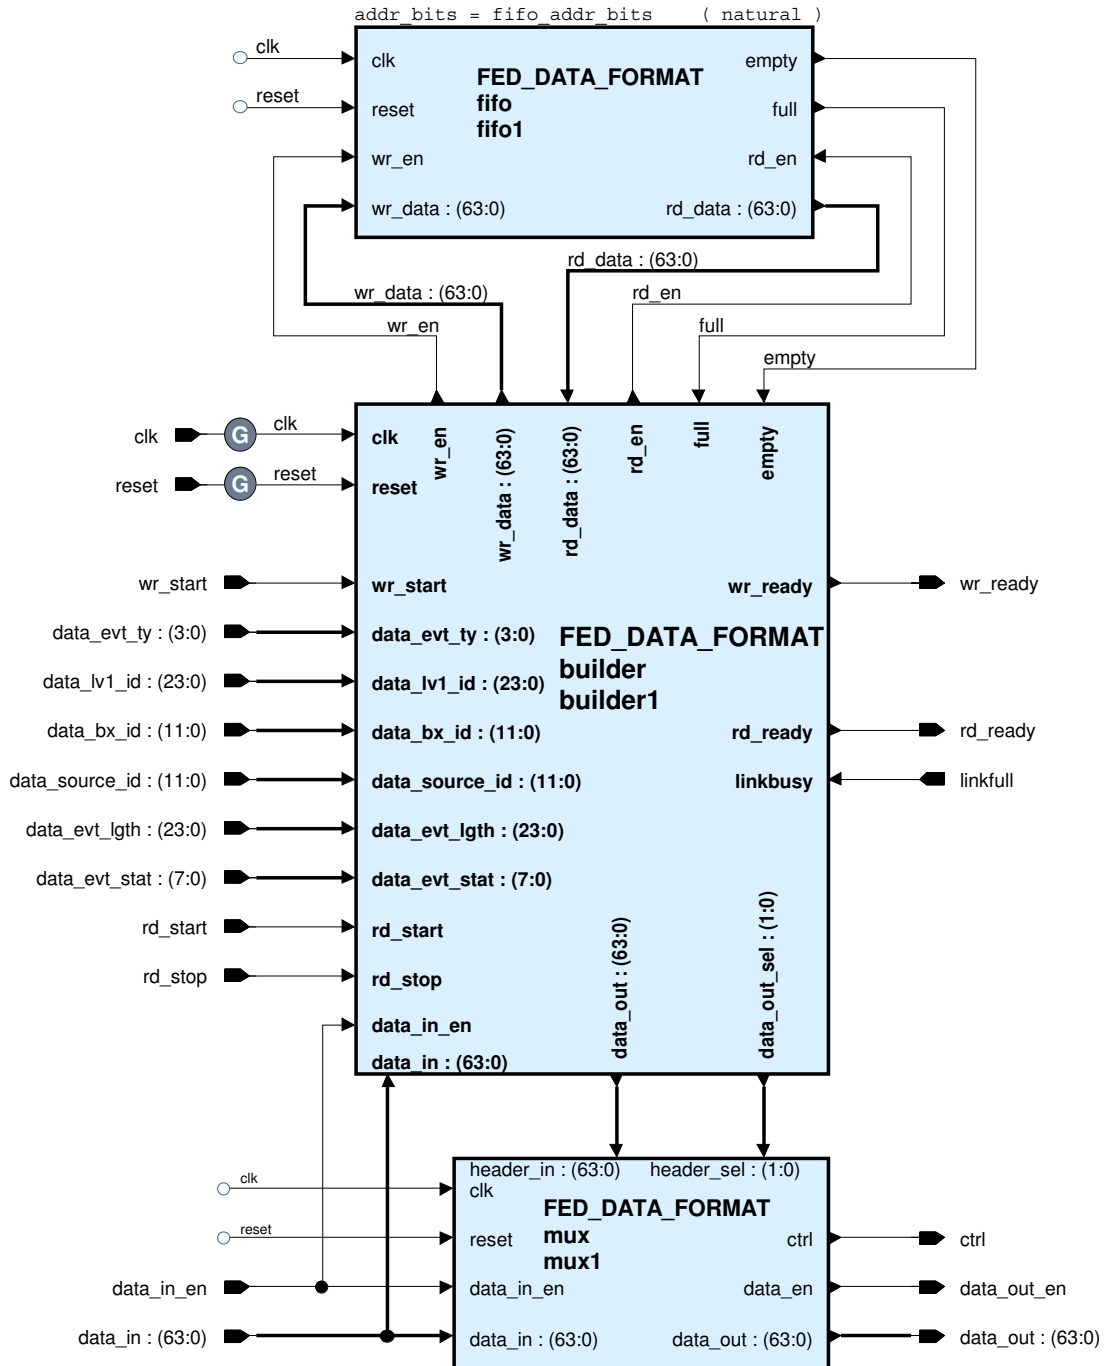 addr_bits = fifo_addr_bits ( natural )
clk
reset
clk
reset
wr_en
wr_data : (63:0)
FED_DATA_FORMAT
fifo
fifo1
empty
full
rd_en
rd_data : (63:0)
rd_data : (63:0)
wr_data : (63:0)
rd_en
wr_en
full
empty
clk
G
clk
reset
G
reset
clk
reset
wr_en
wr_data : (63:0)
rd_data : (63:0)
rd_en
full
empty
wr_start
wr_start
wr_ready
wr_ready
data_evt_ty : (3:0)
data_evt_ty : (3:0)
FED_DATA_FORMAT
builder
builder1
data_lv1_id : (23:0)
data_lv1_id : (23:0)
data_bx_id : (11:0)
data_bx_id : (11:0)
rd_ready
rd_ready
data_source_id : (11:0)
data_source_id : (11:0)
linkbusy
linkfull
data_evt_lgth : (23:0)
data_evt_lgth : (23:0)
data_evt_stat : (7:0)
data_evt_stat : (7:0)
rd_start
rd_start
rd_stop
rd_stop
data_in_en
data_in : (63:0)
data_out : (63:0)
data_out_sel : (1:0)
header_in : (63:0)
header_sel : (1:0)
clk
clk
FED_DATA_FORMAT
mux
mux1
reset
reset
ctrl
ctrl
data_in_en
data_in_en
data_en
data_out_en
data_in : (63:0)
data_in : (63:0)
data_out : (63:0)
data_out : (63:0)